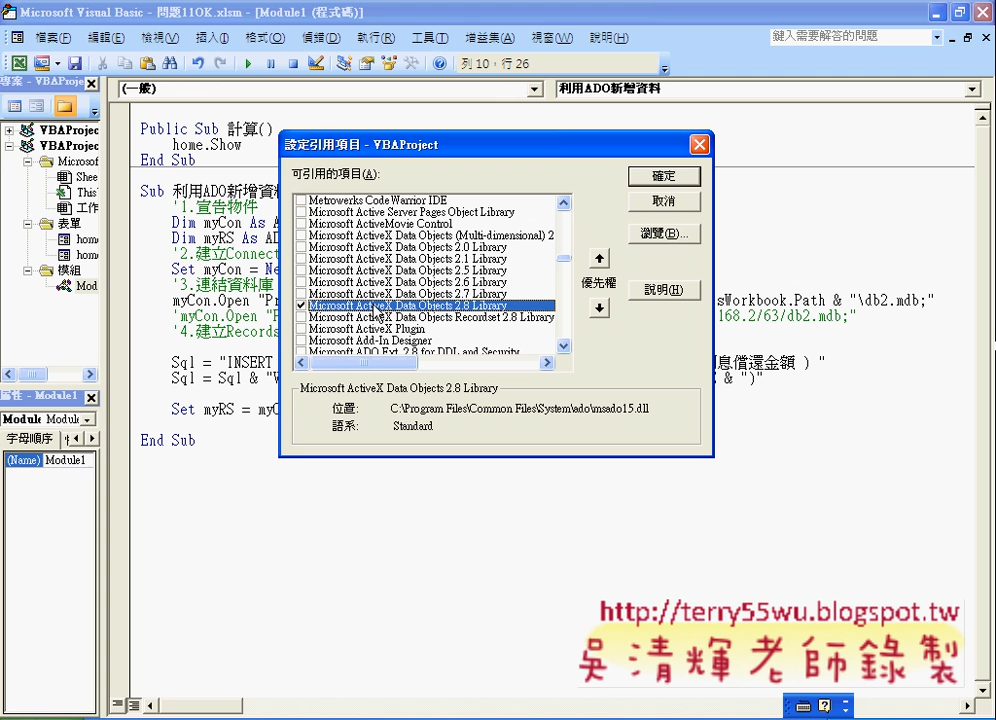 Microsoft Visual Basic - 問題11OK.xlsm - [Module1 (程式碼)]
檔案(F) 編輯(E) 檢視(V) 插入(I) 格式(O) 偵錯(D) 執行(R) 工具(T) 增益集(A) 視窗(W) 說明(H) 鍵入需要解答的問題
列 10，行 26
專案 - VBAProje
(一般) 利用ADO新增資料
VBAProjec
VBAProjec
Microsof
Shee
This
工作
表單
hom
hom
模組
Mod
屬性 - Module1
Module Module
字母順序
(Name) Module1
Public Sub 計算()
home.Show
End Sub
Sub 利用ADO新增資料
'1.宣告物件
Dim myCon As A
Dim myRS As AD
'2.建立Connect
Set myCon = Ne
'3.連結資料庫
myCon.Open "Pr sWorkbook.Path & "\db2.mdb;"
'myCon.Open "P 168.2/63/db2.mdb;"
'4.建立Records
Sql = "INSERT 息償還金額 ) "
Sql = Sql & "V & ")"
Set myRS = myC
End Sub
設定引用項目 - VBAProject
可引用的項目(A):
Metrowerks CodeWarrior IDE
Microsoft Active Server Pages Object Library
Microsoft ActiveMovie Control
Microsoft ActiveX Data Objects (Multi-dimensional) 2
Microsoft ActiveX Data Objects 2.0 Library
Microsoft ActiveX Data Objects 2.1 Library
Microsoft ActiveX Data Objects 2.5 Library
Microsoft ActiveX Data Objects 2.6 Library
Microsoft ActiveX Data Objects 2.7 Library
Microsoft ActiveX Data Objects 2.8 Library
Microsoft ActiveX Data Objects Recordset 2.8 Library
Microsoft ActiveX Plugin
Microsoft Add-In Designer
Microsoft ADO Ext. 2.8 for DDL and Security
確定
取消
瀏覽(B)...
優先權
說明(H)
Microsoft ActiveX Data Objects 2.8 Library
位置: C:\Program Files\Common Files\System\ado\msado15.dll
語系: Standard
http://terry55wu.blogspot.tw
吳清輝老師錄製